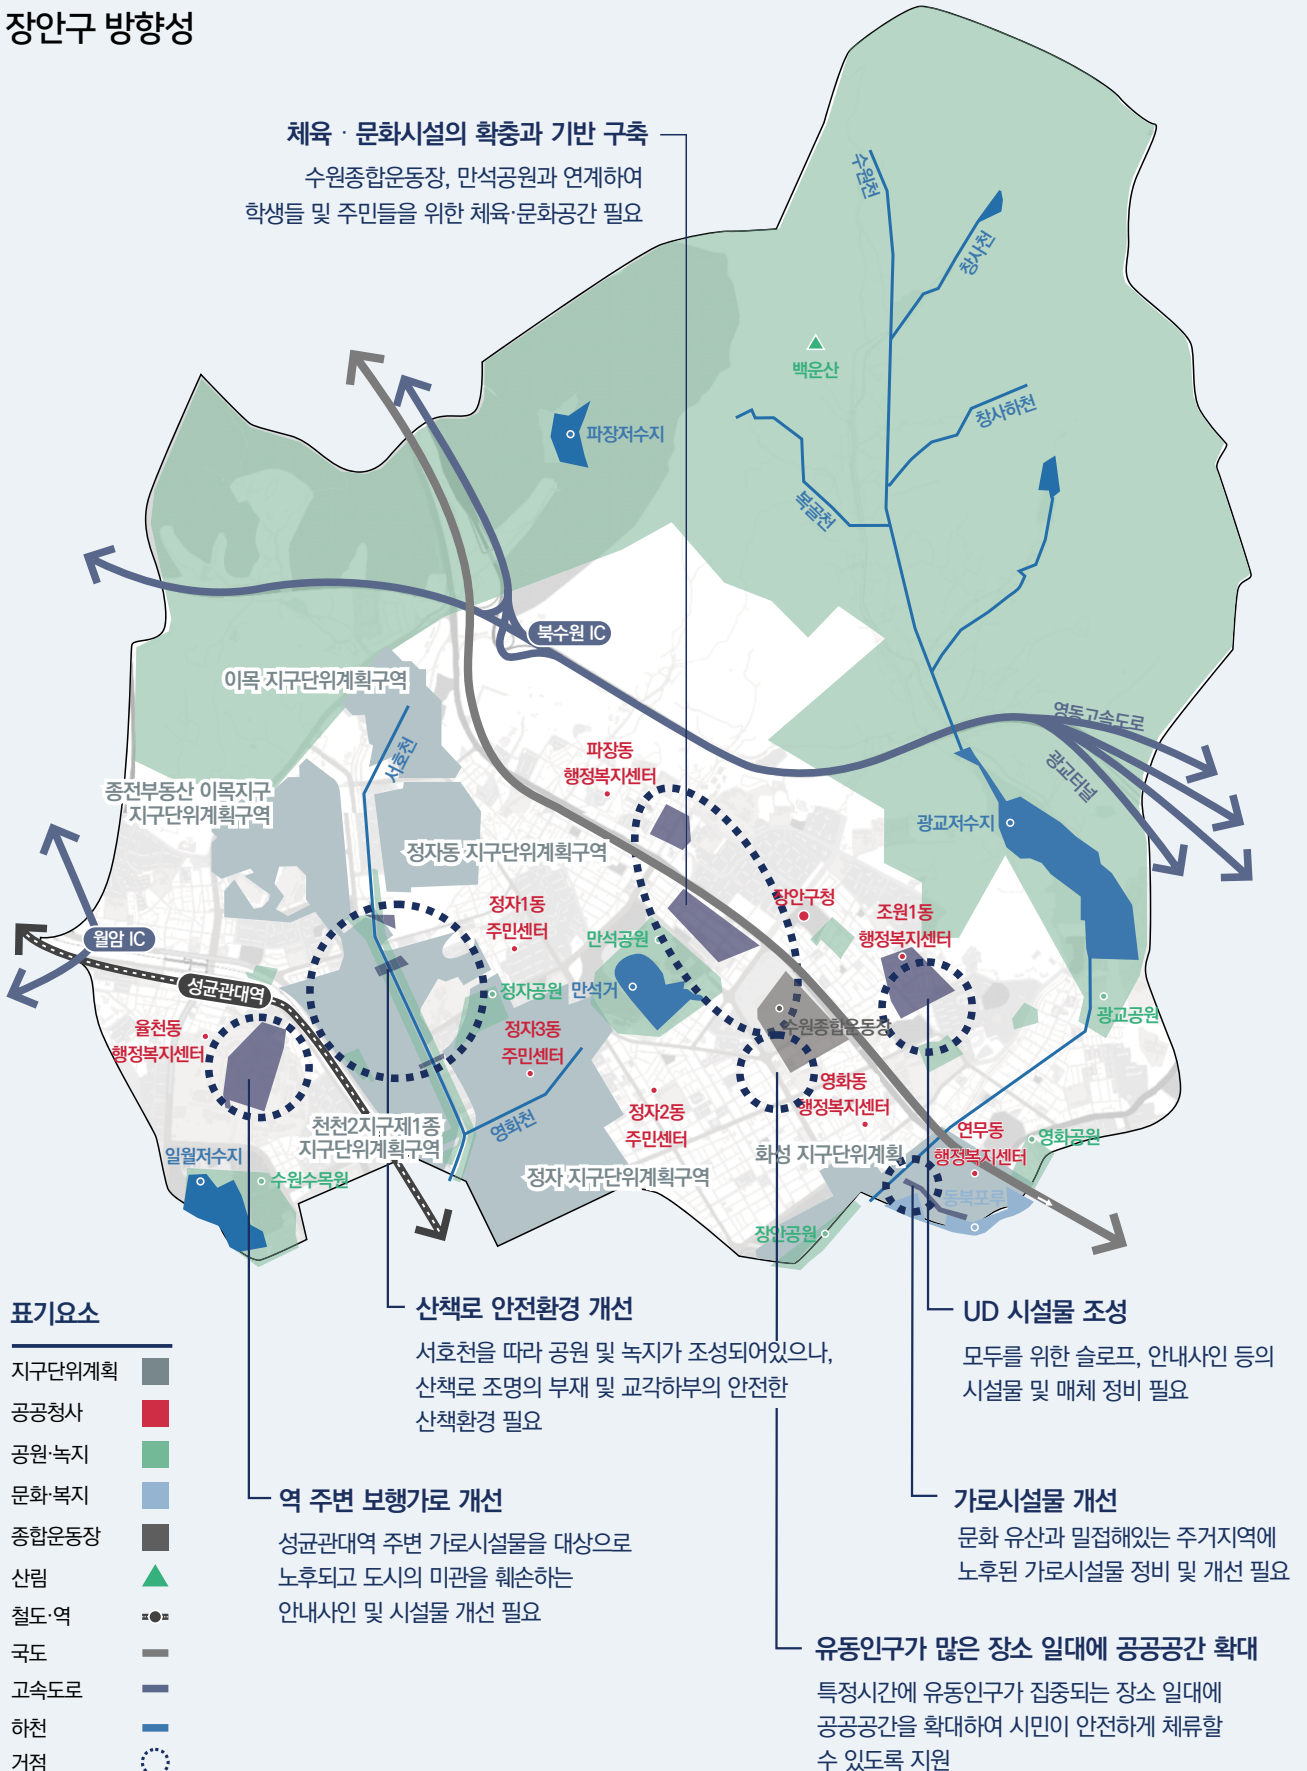 장안구 방향성
체육 · 문화시설의 확충과 기반 구축
수원종합운동장, 만석공원과 연계하여
학생들 및 주민들을 위한 체육·문화공간 필요
수원천
창사천
백운산
창사하천
파장저수지
복골천
북수원 IC
이목 지구단위계획구역
서호천
영동고속도로
광교터널
파장동
행정복지센터
종전부동산 이목지구
지구단위계획구역
광교저수지
정자동 지구단위계획구역
장안구청
정자1동
주민센터
조원1동
행정복지센터
만석공원
월암 IC
성균관대역
정자공원
만석거
광교공원
율천동
행정복지센터
정자3동
주민센터
수원종합운동장
영화동
행정복지센터
정자2동
주민센터
천천2지구제1종
지구단위계획구역
영화천
연무동
행정복지센터
영화공원
일월저수지
수원수목원
화성 지구단위계획
정자 지구단위계획구역
동북포루
장안공원
산책로 안전환경 개선
서호천을 따라 공원 및 녹지가 조성되어있으나,
산책로 조명의 부재 및 교각하부의 안전한
산책환경 필요
UD 시설물 조성
모두를 위한 슬로프, 안내사인 등의
시설물 및 매체 정비 필요
역 주변 보행가로 개선
성균관대역 주변 가로시설물을 대상으로
노후되고 도시의 미관을 훼손하는
안내사인 및 시설물 개선 필요
가로시설물 개선
문화 유산과 밀접해있는 주거지역에
노후된 가로시설물 정비 및 개선 필요
유동인구가 많은 장소 일대에 공공공간 확대
특정시간에 유동인구가 집중되는 장소 일대에
공공공간을 확대하여 시민이 안전하게 체류할
수 있도록 지원
표기요소
지구단위계획
공공청사
공원·녹지
문화·복지
종합운동장
산림
철도·역
국도
고속도로
하천
거점